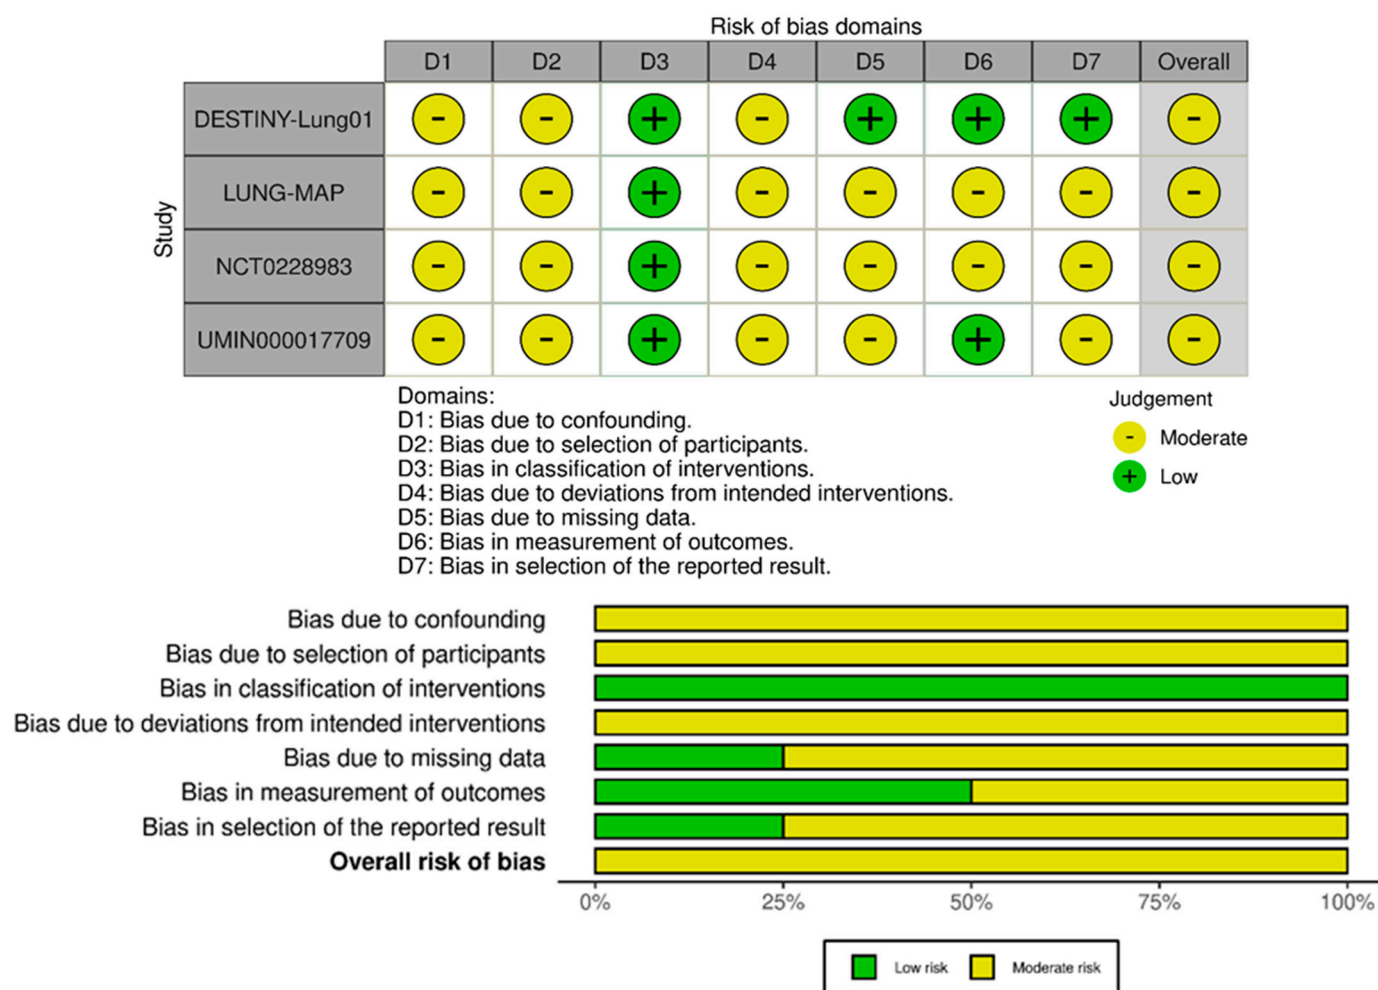 Risk of bias domains
D1 D2 D3 D4 D5 D6 D7 Overall
Study
DESTINY-Lung01 - - + - + + + -
LUNG-MAP - - + - - - - -
NCT0228983 - - + - - - - -
UMIN000017709 - - + - - + - -
Domains:
D1: Bias due to confounding.
D2: Bias due to selection of participants.
D3: Bias in classification of interventions.
D4: Bias due to deviations from intended interventions.
D5: Bias due to missing data.
D6: Bias in measurement of outcomes.
D7: Bias in selection of the reported result.
Judgement
- Moderate
+ Low
Bias due to confounding
Bias due to selection of participants
Bias in classification of interventions
Bias due to deviations from intended interventions
Bias due to missing data
Bias in measurement of outcomes
Bias in selection of the reported result
Overall risk of bias
0% 25% 50% 75% 100%
Low risk Moderate risk